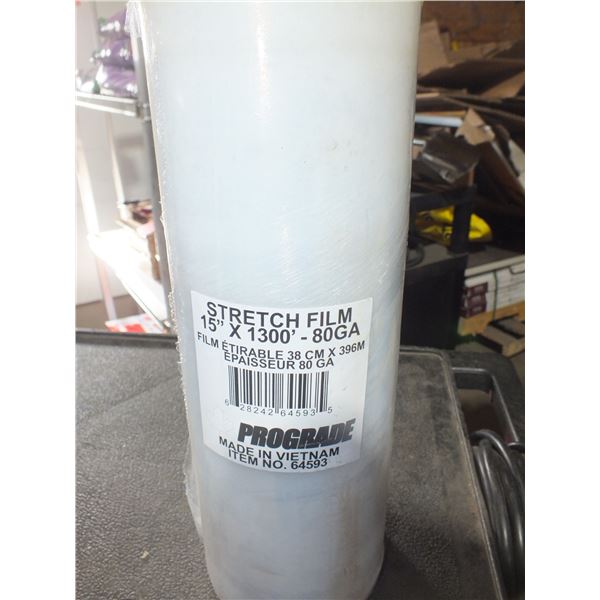 STRETCH FILM
15" X 1300' - 80GA
FILM ÉTIRABLE 38 CM X 396M
ÉPAISSEUR 80 GA
6 28242 64593 5
PROGRADE
MADE IN VIETNAM
ITEM NO. 64593